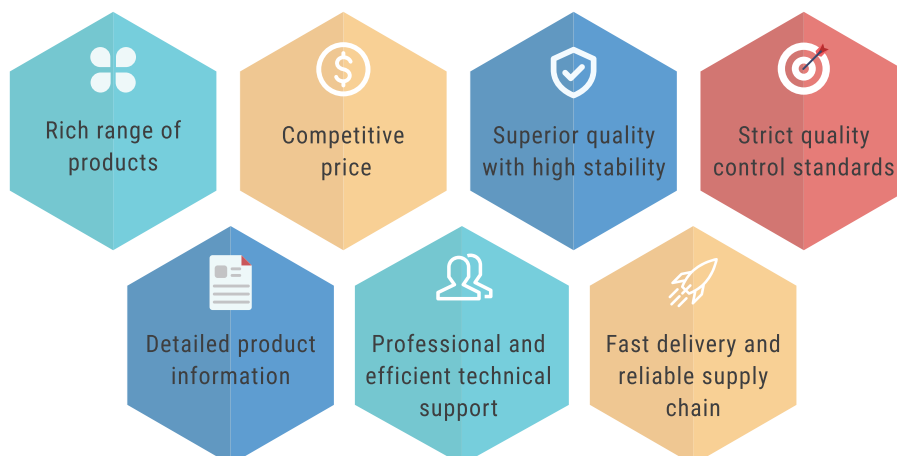 Rich range of
products
Competitive
price
Superior quality
with high stability
Strict quality
control standards
Detailed product
information
Professional and
efficient technical
support
Fast delivery and
reliable supply
chain